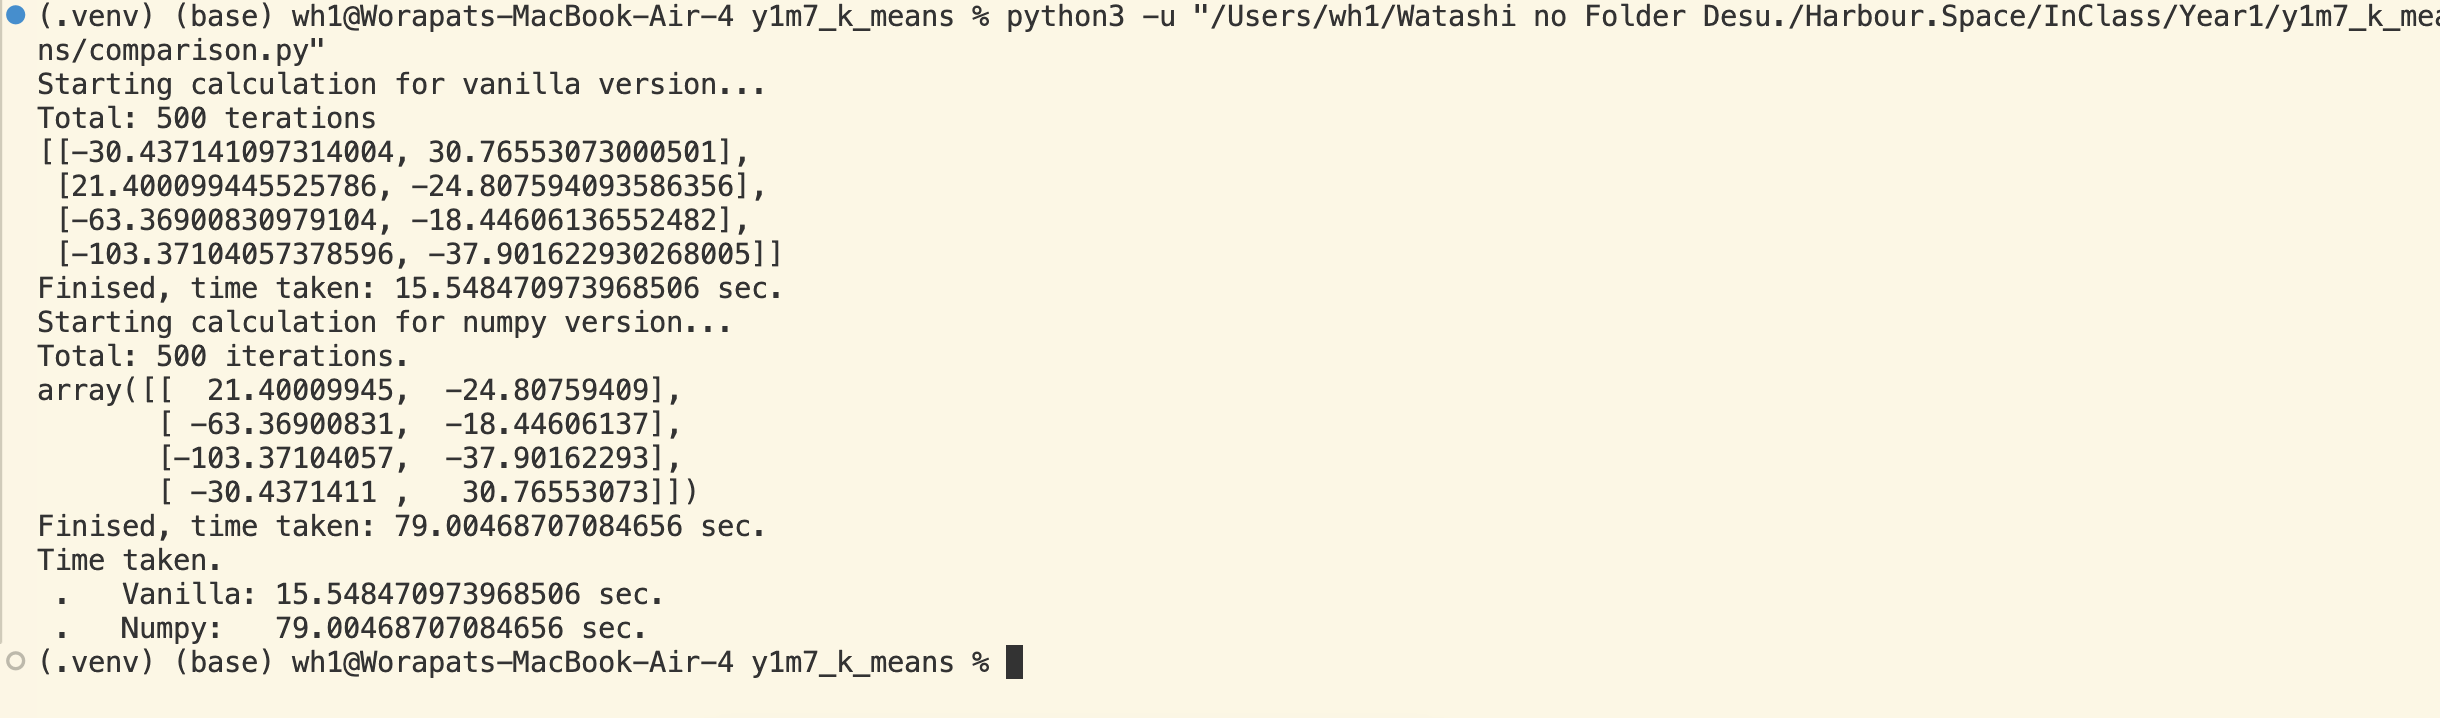 (.venv) (base) wh1@Worapats-MacBook-Air-4 y1m7_k_means % python3 -u "/Users/wh1/Watashi no Folder Desu./Harbour.Space/InClass/Year1/y1m7_k_mea
ns/comparison.py"
Starting calculation for vanilla version...
Total: 500 terations
[[-30.437141097314004, 30.76553073000501],
 [21.400099445525786, -24.807594093586356],
 [-63.36900830979104, -18.44606136552482],
 [-103.37104057378596, -37.901622930268005]]
Finised, time taken: 15.548470973968506 sec.
Starting calculation for numpy version...
Total: 500 iterations.
array([[  21.40009945,  -24.80759409],
       [ -63.36900831,  -18.44606137],
       [-103.37104057,  -37.90162293],
       [ -30.4371411 ,   30.76553073]])
Finised, time taken: 79.00468707084656 sec.
Time taken.
 .   Vanilla: 15.548470973968506 sec.
 .   Numpy:   79.00468707084656 sec.
(.venv) (base) wh1@Worapats-MacBook-Air-4 y1m7_k_means %